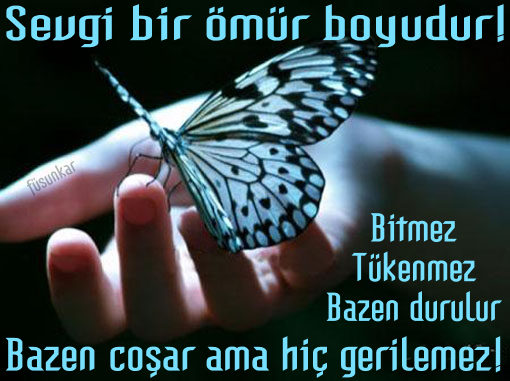 Sevgi bir ömür boyudur!
füsunkar
Bitmez
Tükenmez
Bazen durulur
Bazen coşar ama hiç gerilemez!